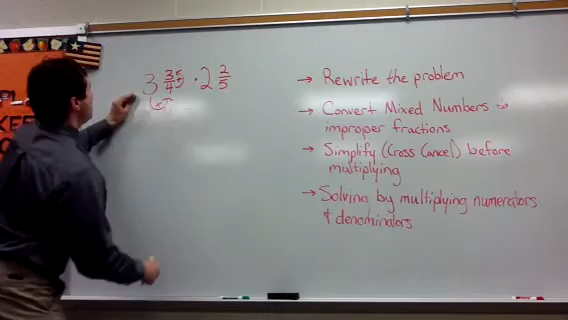 3 35/45 · 2 2/5
→ Rewrite the problem
→ Convert Mixed Numbers to
improper fractions
→ Simplify (Cross Cancel) before
multiplying
→ Solving by multiplying numerators
& denominators